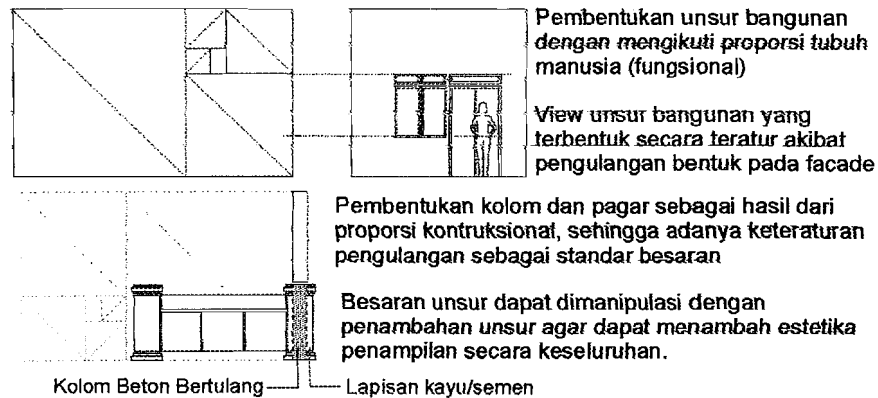 Pembentukan unsur bangunan
dengan mengikuti proporsi tubuh
manusia (fungsional)
View unsur bangunan yang
terbentuk secara teratur akibat
pengulangan bentuk pada facade
Pembentukan kolom dan pagar sebagai hasil dari
proporsi kontruksional, sehingga adanya keteraturan
pengulangan sebagai standar besaran
Besaran unsur dapat dimanipulasi dengan
penambahan unsur agar dapat menambah estetika
penampilan secara keseluruhan.
Kolom Beton Bertulang
Lapisan kayu/semen